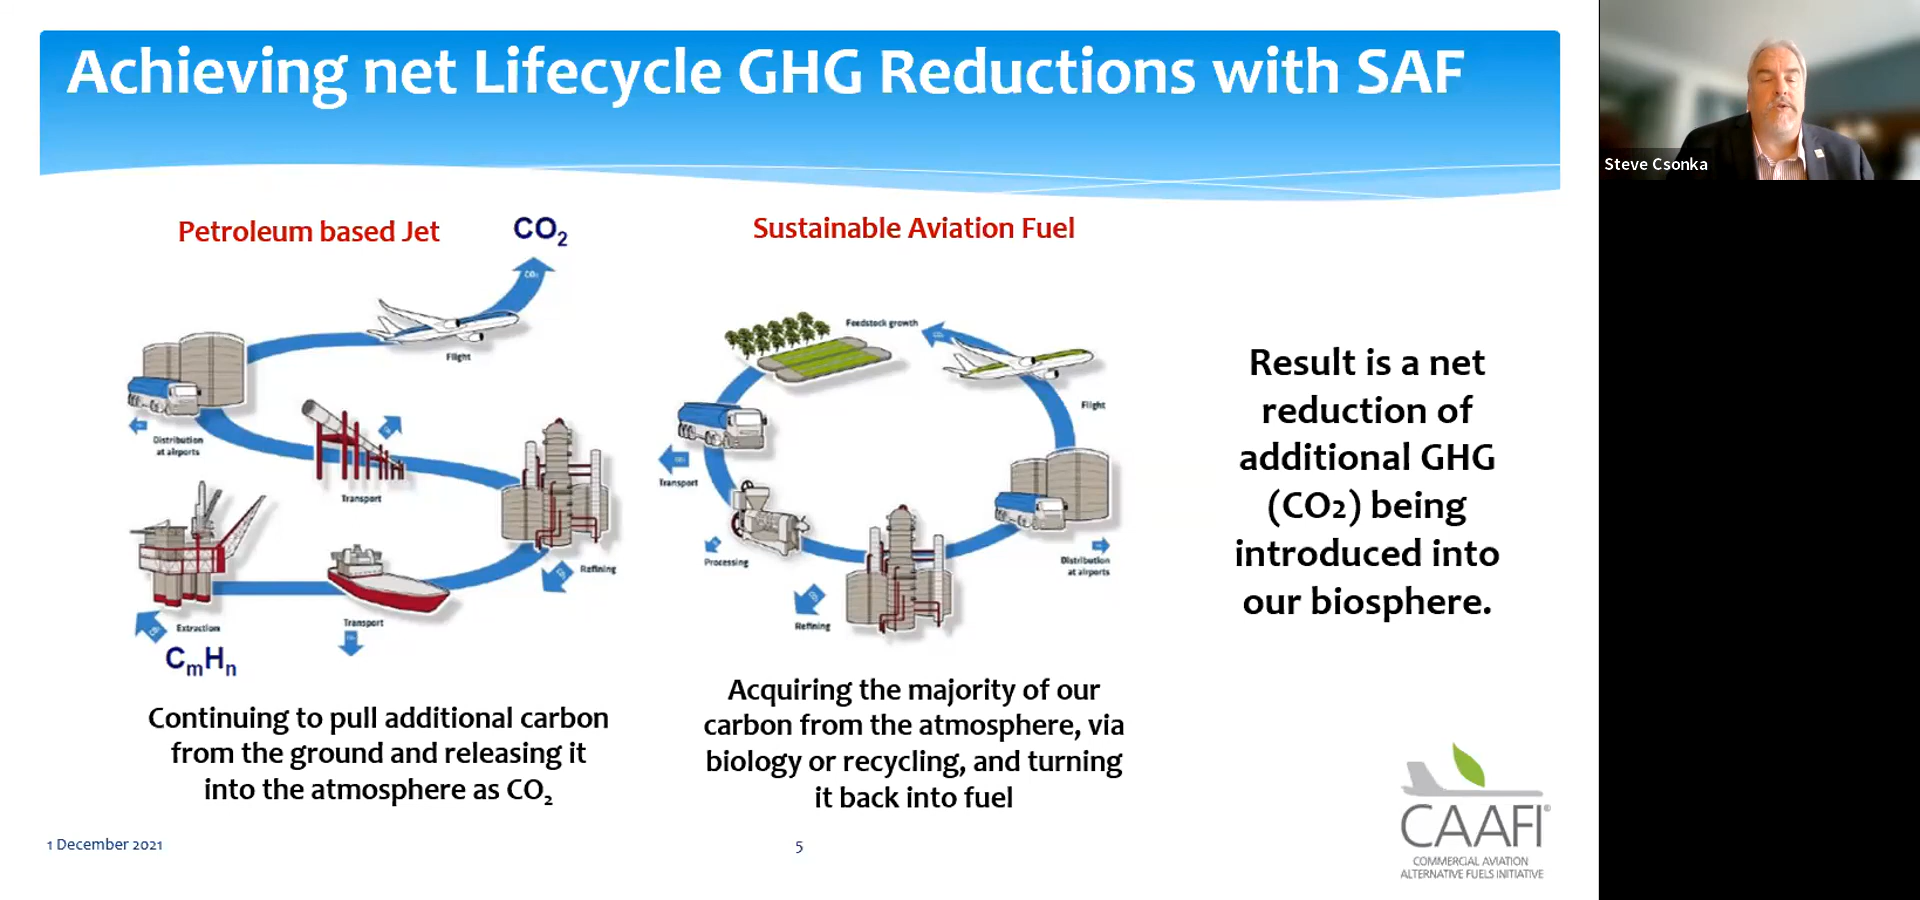 Achieving net Lifecycle GHG Reductions with SAF
Steve Csonka
Petroleum based Jet
CO₂
CO₂
Flight
Distribution
at airports
Transport
Refining
Transport
Extraction
CₘHₙ
Continuing to pull additional carbon
from the ground and releasing it
into the atmosphere as CO₂
Sustainable Aviation Fuel
Feedstock growth
Flight
Transport
Processing
Refining
Distribution
at airports
Acquiring the majority of our
carbon from the atmosphere, via
biology or recycling, and turning
it back into fuel
Result is a net
reduction of
additional GHG
(CO2) being
introduced into
our biosphere.
1 December 2021
5
CAAFI®
COMMERCIAL AVIATION
ALTERNATIVE FUELS INITIATIVE